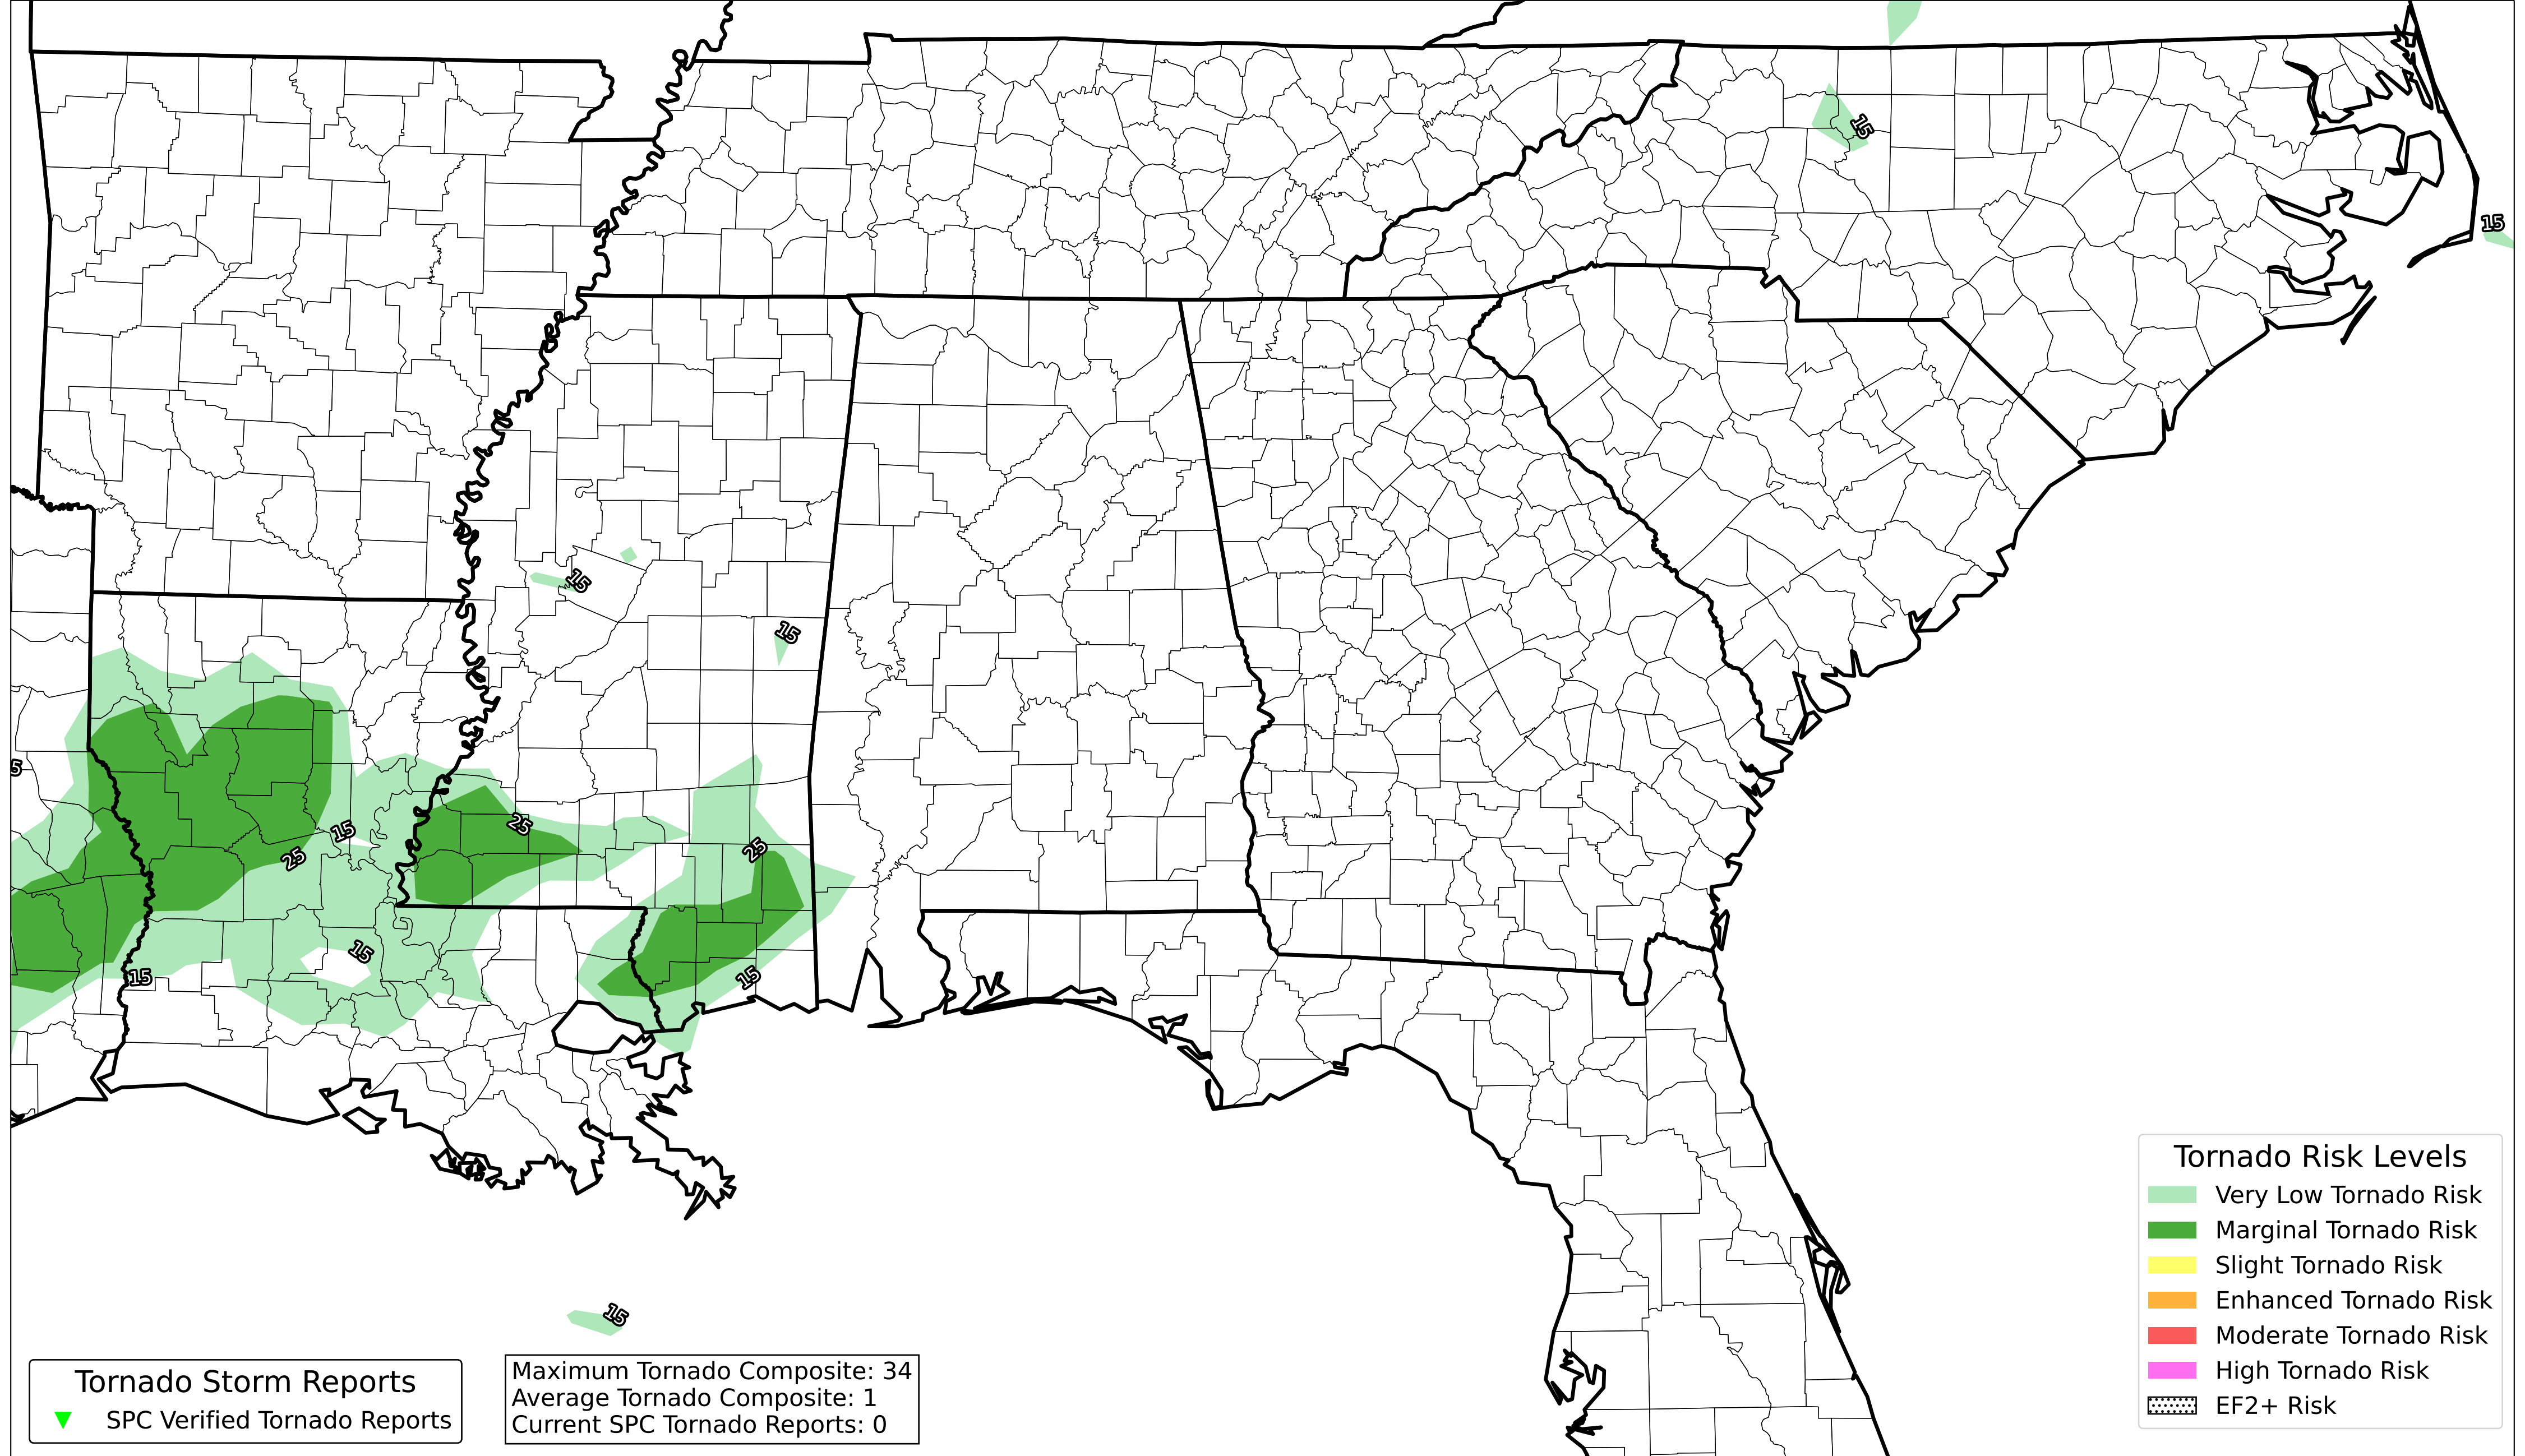 15
15
15
15
5
15
25
25
25
15
15
15
15
Tornado Risk Levels
Very Low Tornado Risk
Marginal Tornado Risk
Slight Tornado Risk
Enhanced Tornado Risk
Moderate Tornado Risk
High Tornado Risk
EF2+ Risk
Tornado Storm Reports
SPC Verified Tornado Reports
Maximum Tornado Composite: 34
Average Tornado Composite: 1
Current SPC Tornado Reports: 0